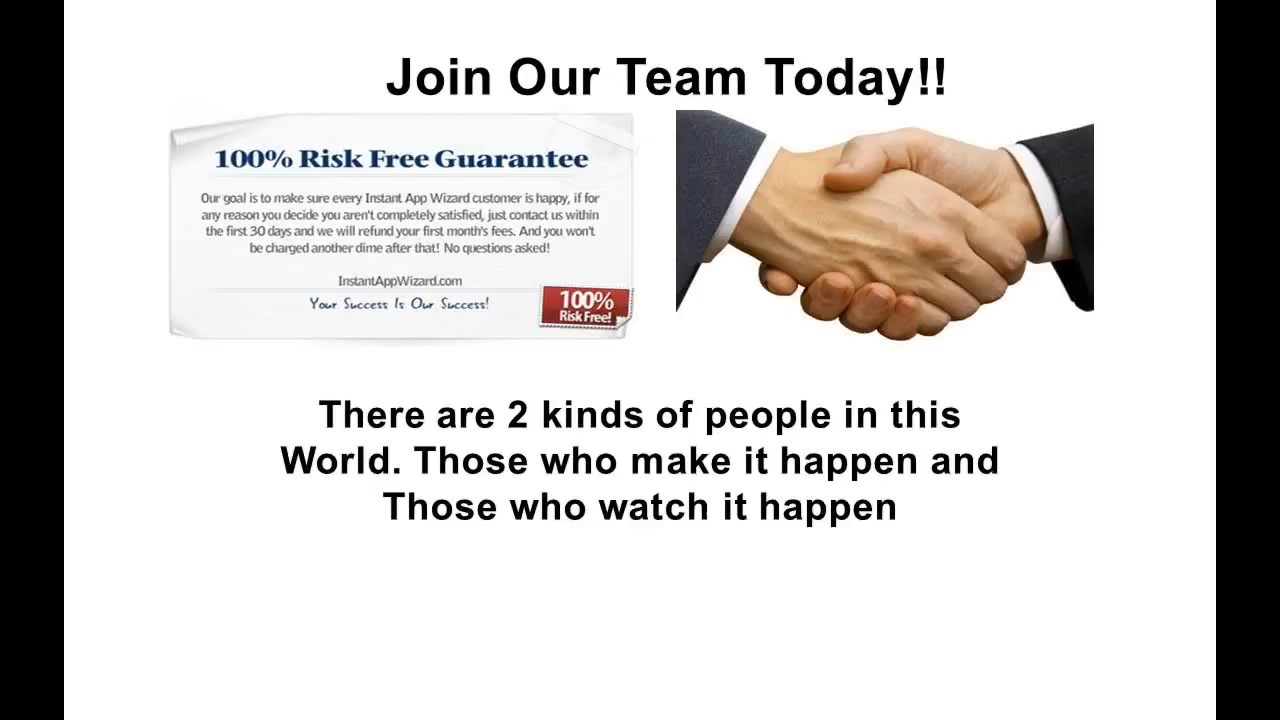 Join Our Team Today!!
100% Risk Free Guarantee
Our goal is to make sure every Instant App Wizard customer is happy, if for
any reason you decide you aren't completely satisfied, just contact us within
the first 30 days and we will refund your first month's fees. And you won't
be charged another dime after that! No questions asked!
InstantAppWizard.com
Your Success Is Our Success!
100%
Risk Free!
There are 2 kinds of people in this
World. Those who make it happen and
Those who watch it happen